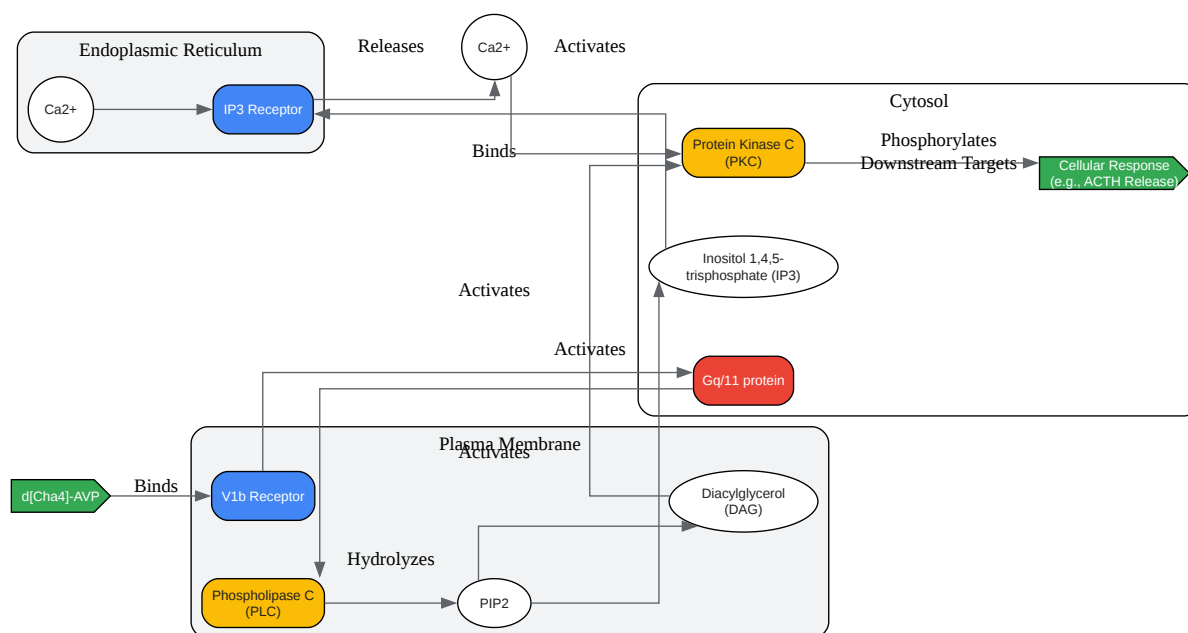 Endoplasmic Reticulum
Releases
Ca2+
Activates
Ca2+
IP3 Receptor
Cytosol
Binds
Protein Kinase C
(PKC)
Phosphorylates
Downstream Targets
Cellular Response
(e.g., ACTH Release)
Inositol 1,4,5-
trisphosphate (IP3)
Activates
Activates
Gq/11 protein
Plasma Membrane
Activates
d[Cha4]-AVP
Binds
V1b Receptor
Diacylglycerol
(DAG)
Hydrolyzes
Phospholipase C
(PLC)
PIP2